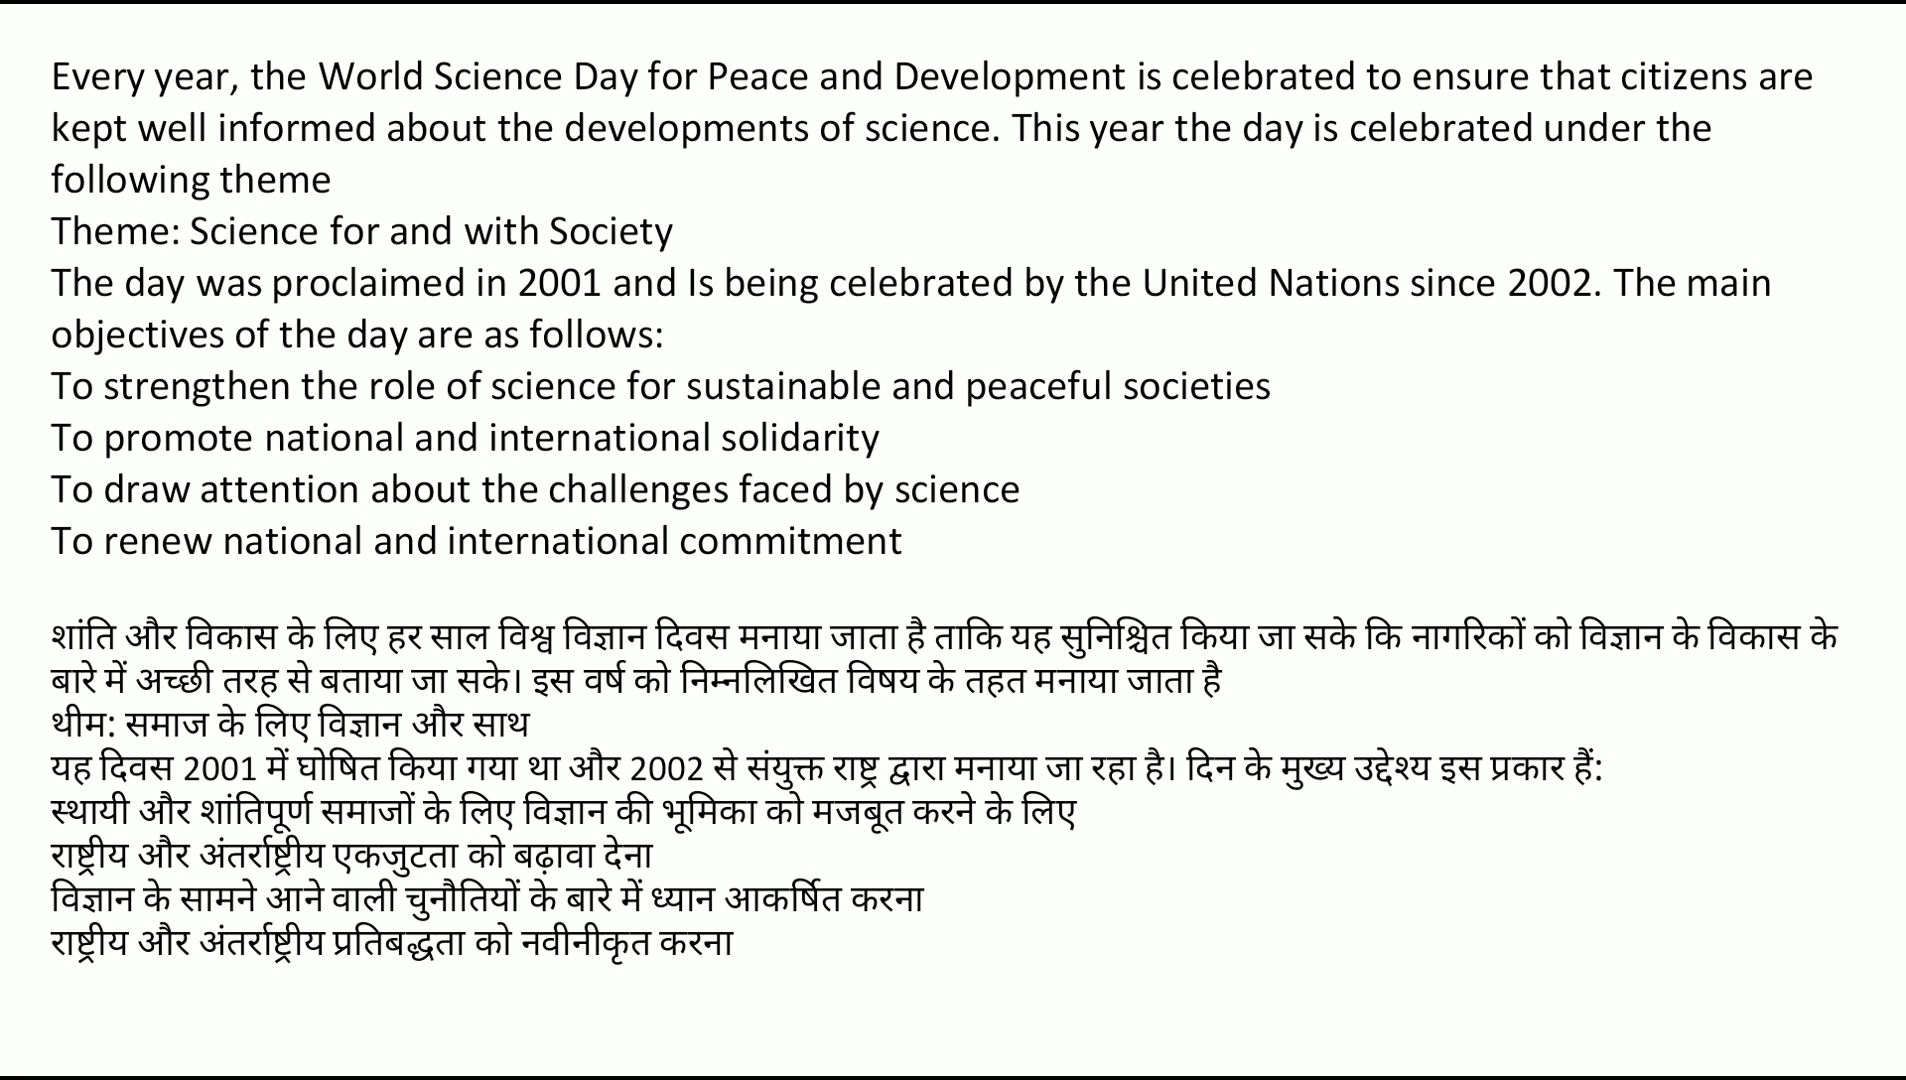 Every year, the World Science Day for Peace and Development is celebrated to ensure that citizens are
kept well informed about the developments of science. This year the day is celebrated under the
following theme
Theme: Science for and with Society
The day was proclaimed in 2001 and Is being celebrated by the United Nations since 2002. The main
objectives of the day are as follows:
To strengthen the role of science for sustainable and peaceful societies
To promote national and international solidarity
To draw attention about the challenges faced by science
To renew national and international commitment
शांति और विकास के लिए हर साल विश्व विज्ञान दिवस मनाया जाता है ताकि यह सुनिश्चित किया जा सके कि नागरिकों को विज्ञान के विकास के
बारे में अच्छी तरह से बताया जा सके। इस वर्ष को निम्नलिखित विषय के तहत मनाया जाता है
थीम: समाज के लिए विज्ञान और साथ
यह दिवस 2001 में घोषित किया गया था और 2002 से संयुक्त राष्ट्र द्वारा मनाया जा रहा है। दिन के मुख्य उद्देश्य इस प्रकार हैं:
स्थायी और शांतिपूर्ण समाजों के लिए विज्ञान की भूमिका को मजबूत करने के लिए
राष्ट्रीय और अंतर्राष्ट्रीय एकजुटता को बढ़ावा देना
विज्ञान के सामने आने वाली चुनौतियों के बारे में ध्यान आकर्षित करना
राष्ट्रीय और अंतर्राष्ट्रीय प्रतिबद्धता को नवीनीकृत करना